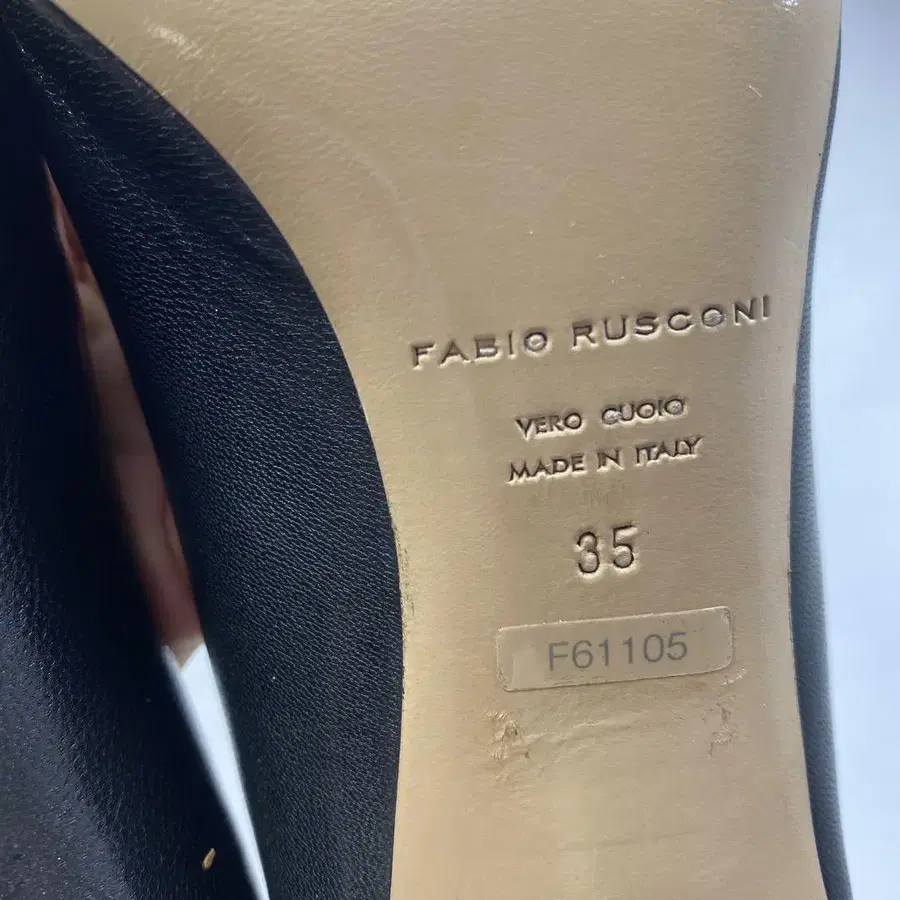 FABIO RUSCONI
VERO CUOIO
MADE IN ITALY
35
F61105